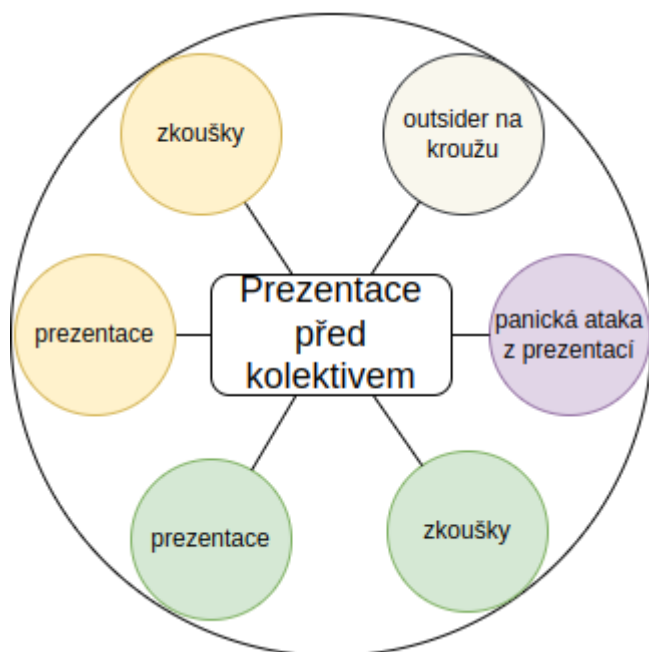 zkoušky
outsider na
kroužu
prezentace
Prezentace
před
kolektivem
panická ataka
z prezentací
prezentace
zkoušky